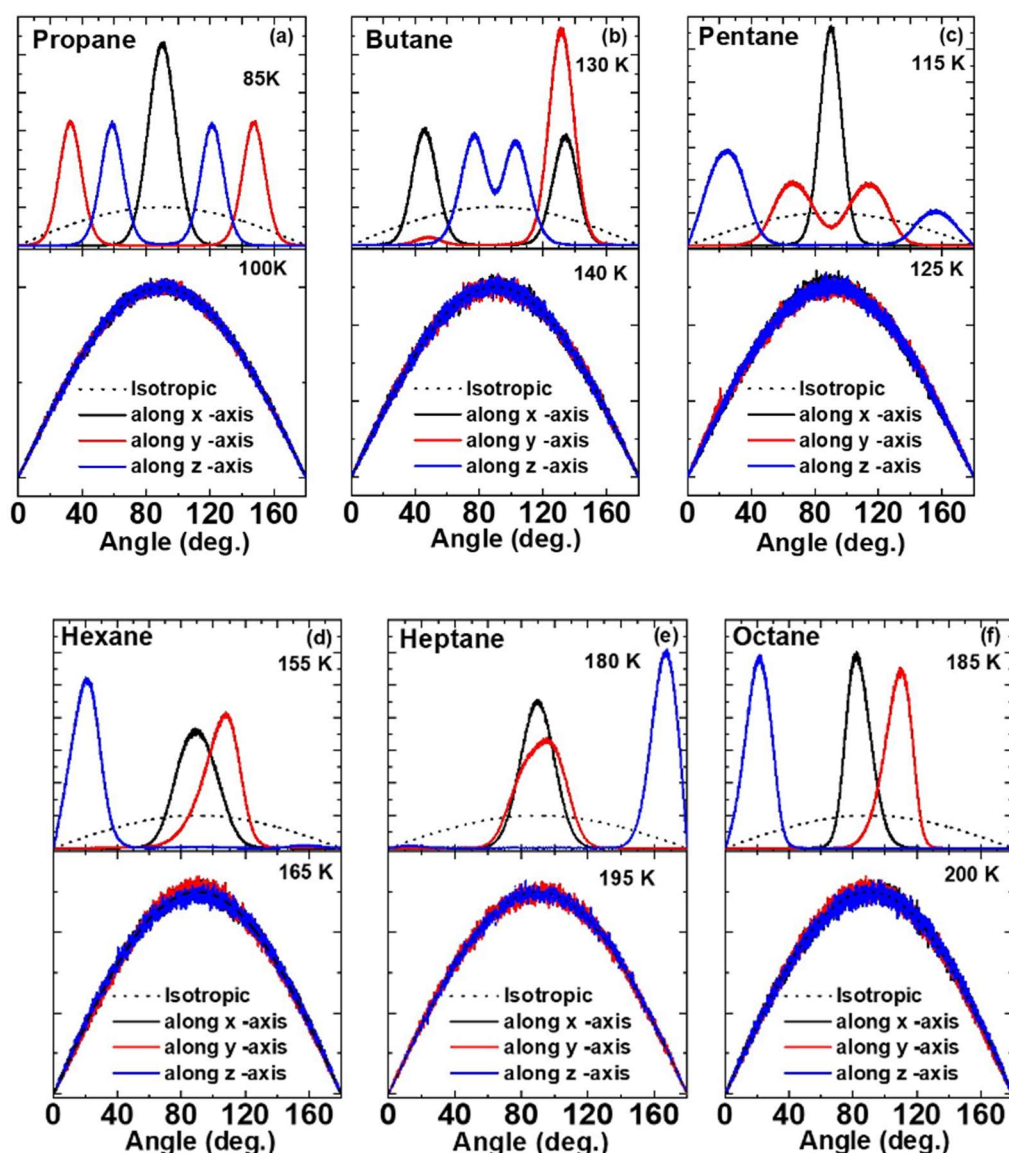 Propane (a)
85K
100K
Isotropic
along x -axis
along y -axis
along z -axis
0 40 80 120 160
Angle (deg.)
Butane (b)
130 K
140 K
Isotropic
along x -axis
along y -axis
along z -axis
0 40 80 120 160
Angle (deg.)
Pentane (c)
115 K
125 K
Isotropic
along x -axis
along y -axis
along z -axis
0 40 80 120 160
Angle (deg.)
Hexane (d)
155 K
165 K
Isotropic
along x -axis
along y -axis
along z -axis
0 40 80 120 160
Angle (deg.)
Heptane (e)
180 K
195 K
Isotropic
along x -axis
along y -axis
along z -axis
0 40 80 120 160
Angle (deg.)
Octane (f)
185 K
200 K
Isotropic
along x -axis
along y -axis
along z -axis
0 40 80 120 160
Angle (deg.)